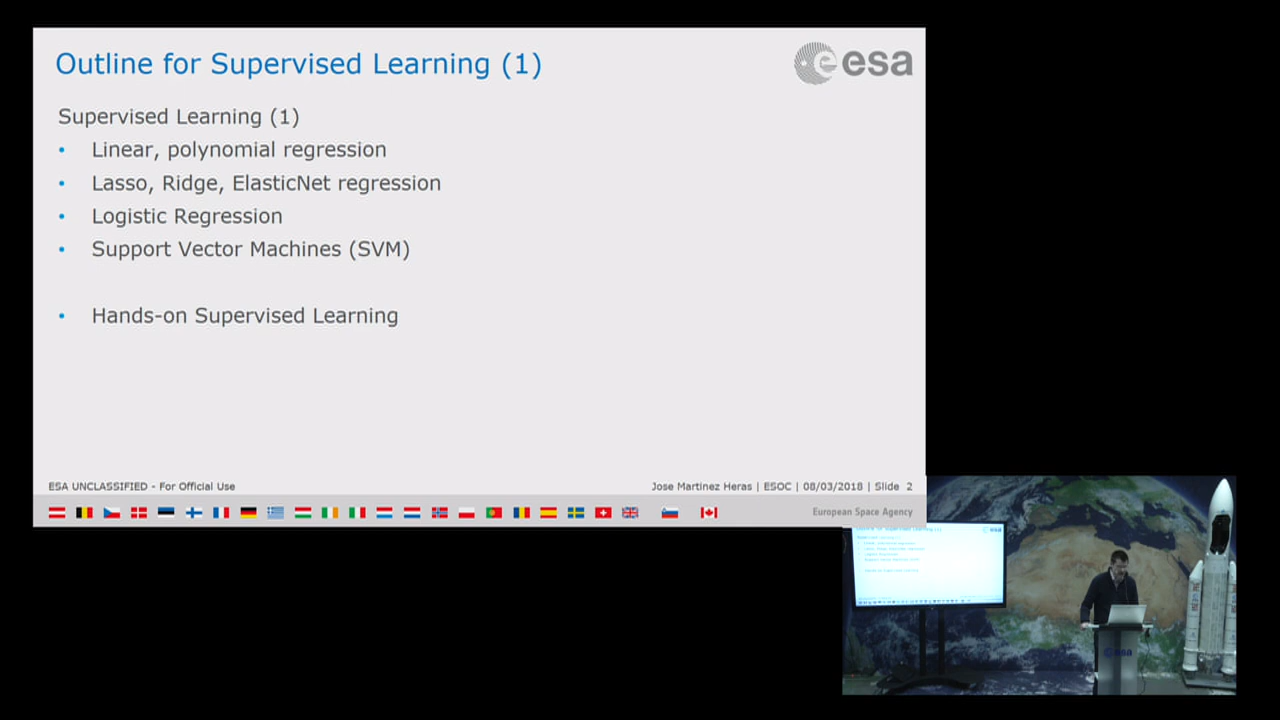 Outline for Supervised Learning (1)
esa
Supervised Learning (1)
• Linear, polynomial regression
• Lasso, Ridge, ElasticNet regression
• Logistic Regression
• Support Vector Machines (SVM)
• Hands-on Supervised Learning
ESA UNCLASSIFIED - For Official Use
Jose Martinez Heras | ESOC | 08/03/2018 | Slide 2
European Space Agency
esa